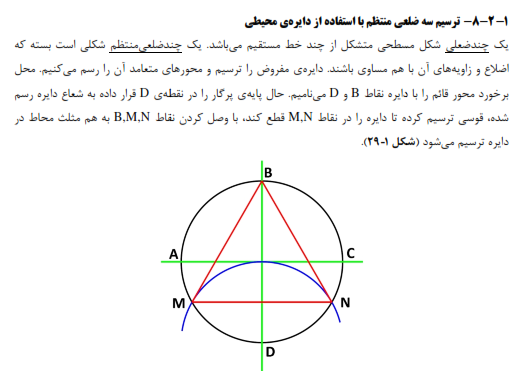 ۱-۲-۸- ترسیم سه ضلعی منتظم با استفاده از دایره‌ی محیطی
یک چندضلعی شکل مسطحی متشکل از چند خط مستقیم می‌باشد. یک چندضلعی‌منتظم شکلی است بسته که
اضلاع و زاویه‌های آن با هم مساوی باشند. دایره‌ی مفروض را ترسیم و محورهای متعامد آن را رسم می‌کنیم. محل
برخورد محور قائم را با دایره نقاط B و D می‌نامیم. حال پایه‌ی پرگار را در نقطه‌ی D قرار داده به شعاع دایره رسم
شده، قوسی ترسیم کرده تا دایره را در نقاط M,N قطع کند، با وصل کردن نقاط B,M,N به هم مثلث محاط در
دایره ترسیم می‌شود (شکل ۱-۲۹).
B
A
C
M
N
D